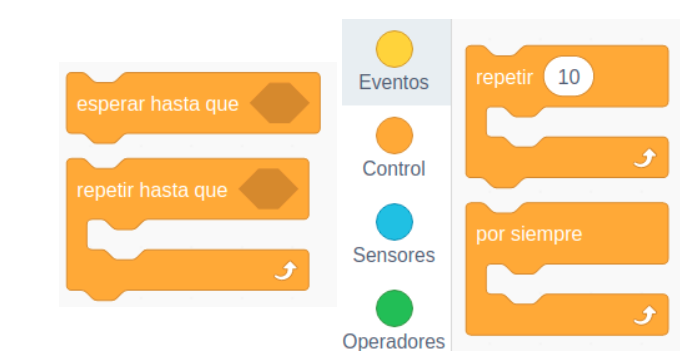 esperar hasta que
repetir hasta que
Eventos
Control
Sensores
Operadores
repetir 10
por siempre